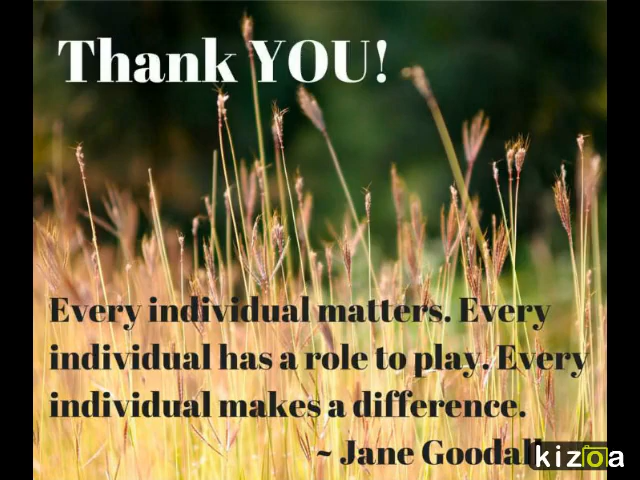 Thank YOU!
Every individual matters. Every
individual has a role to play. Every
individual makes a difference.
~ Jane Goodall
kizoa